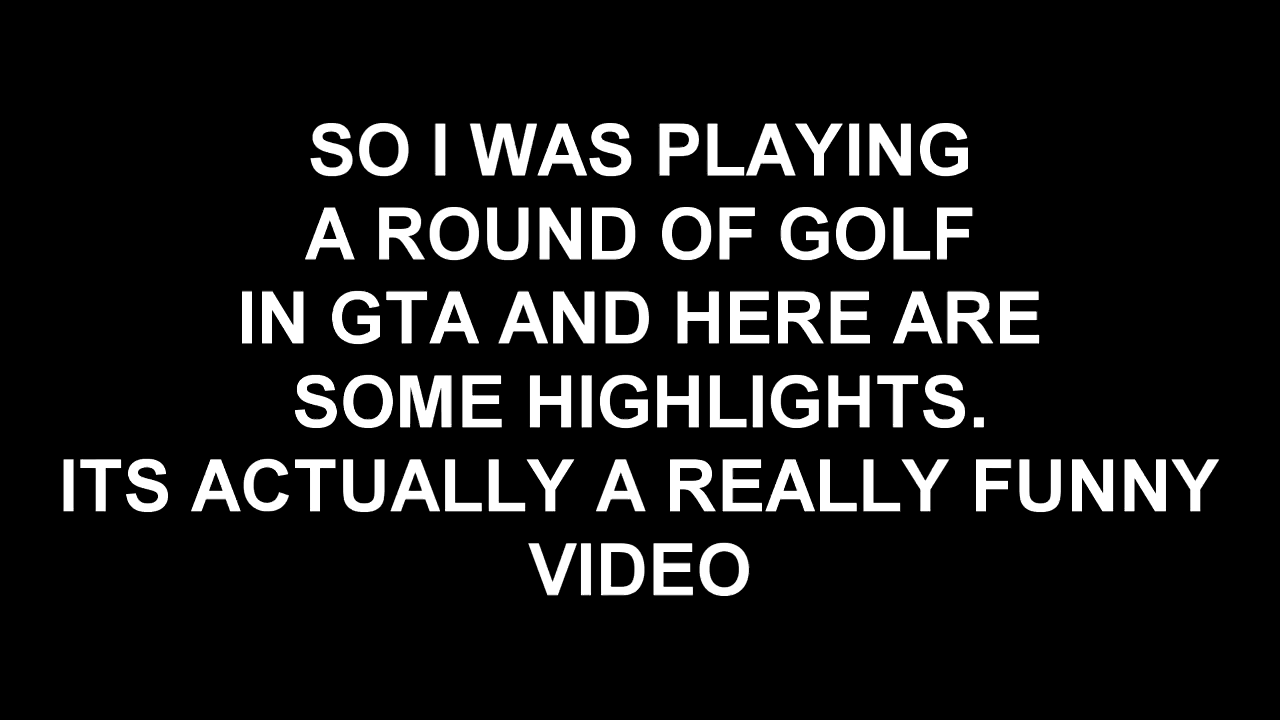 SO I WAS PLAYING
A ROUND OF GOLF
IN GTA AND HERE ARE
SOME HIGHLIGHTS.
ITS ACTUALLY A REALLY FUNNY
VIDEO